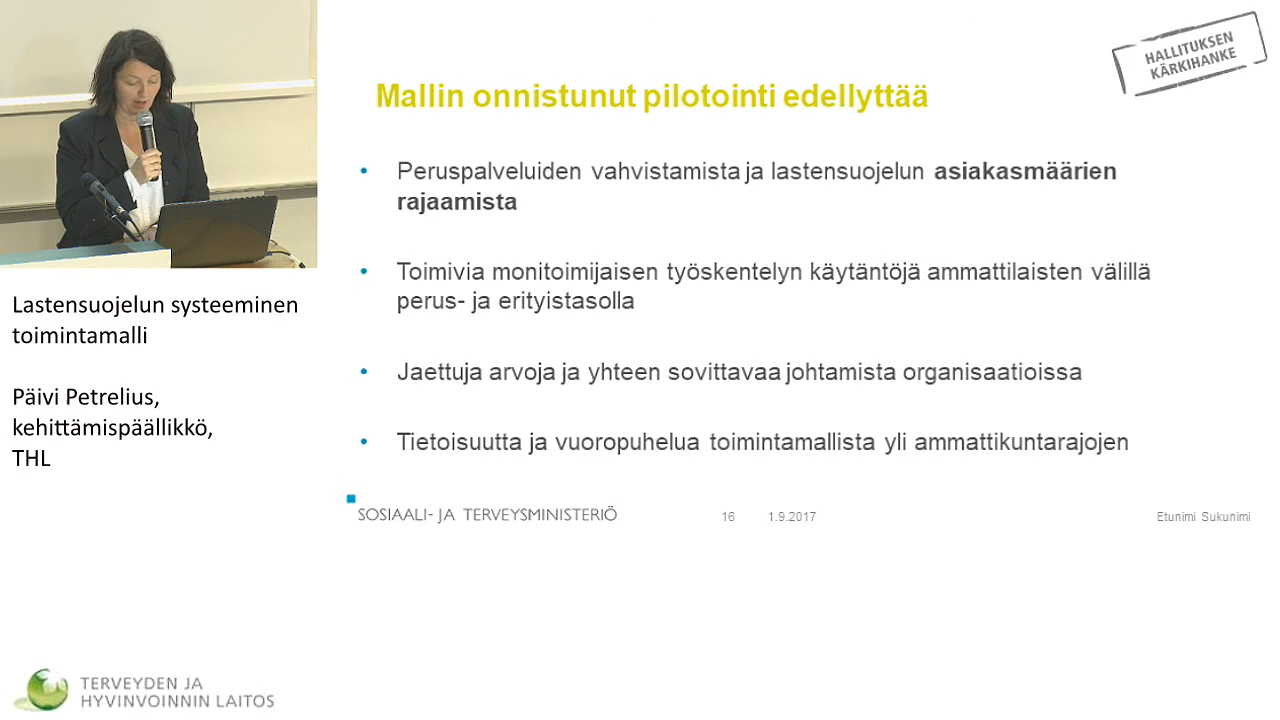 HALLITUKSEN
KÄRKIHANKE
Mallin onnistunut pilotointi edellyttää
• Peruspalveluiden vahvistamista ja lastensuojelun asiakasmäärien
rajaamista
• Toimivia monitoimijaisen työskentelyn käytäntöjä ammattilaisten välillä
perus- ja erityistasolla
• Jaettuja arvoja ja yhteen sovittavaa johtamista organisaatioissa
• Tietoisuutta ja vuoropuhelua toimintamallista yli ammattikuntarajojen
SOSIAALI- JA TERVEYSMINISTERIÖ 16 1.9.2017 Etunimi Sukunimi
Lastensuojelun systeeminen
toimintamalli
Päivi Petrelius,
kehittämispäällikkö,
THL
TERVEYDEN JA
HYVINVOINNIN LAITOS